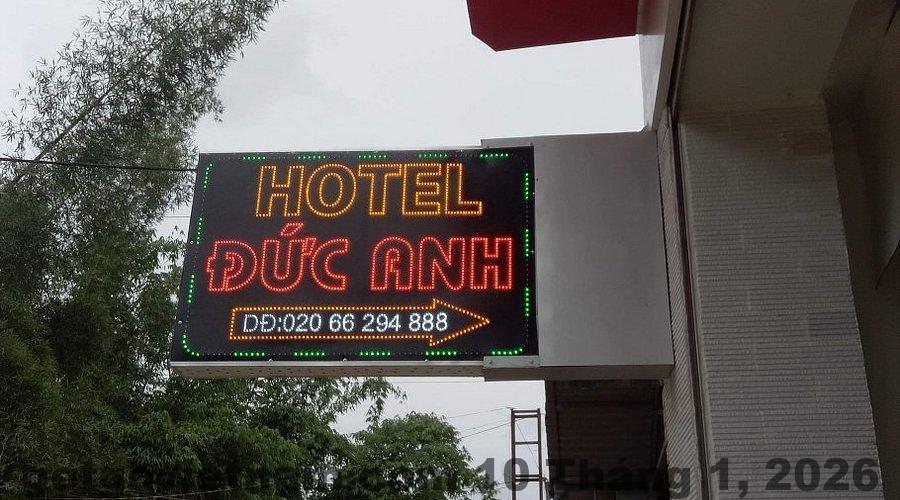 HOTEL
ĐỨC ANH
DĐ:020 66 294 888
10 Tháng 1, 2026